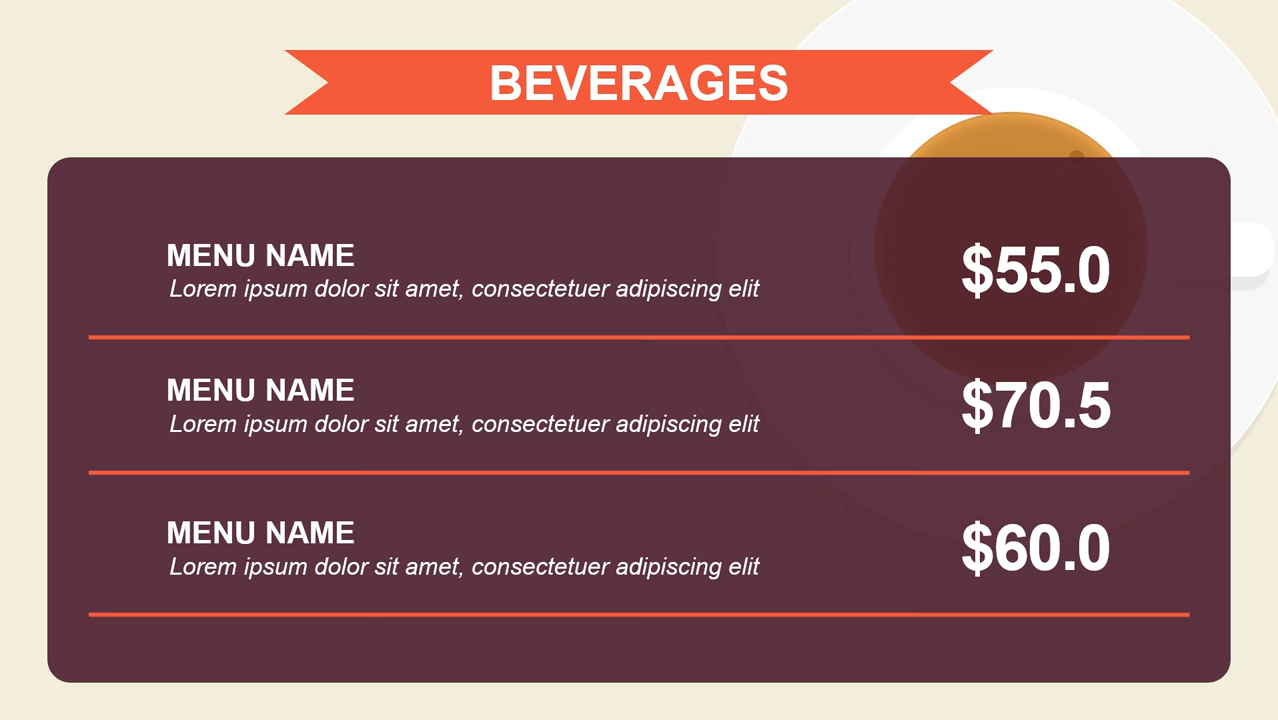 BEVERAGES
MENU NAME
Lorem ipsum dolor sit amet, consectetuer adipiscing elit
$55.0
MENU NAME
Lorem ipsum dolor sit amet, consectetuer adipiscing elit
$70.5
MENU NAME
Lorem ipsum dolor sit amet, consectetuer adipiscing elit
$60.0